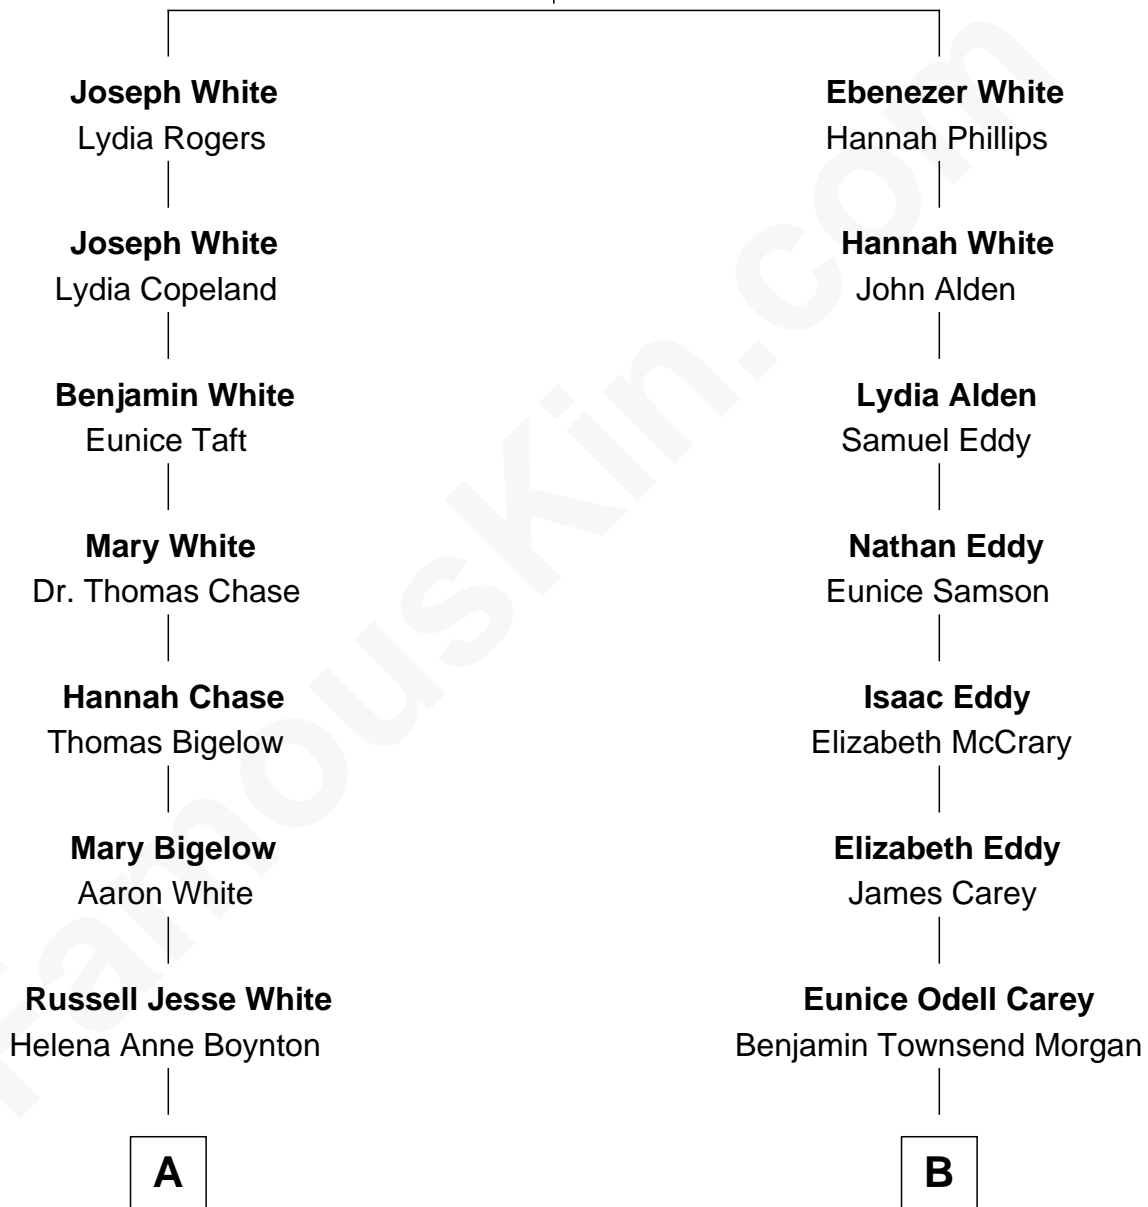 Joseph White
Lydia Rogers
Joseph White
Lydia Copeland
Benjamin White
Eunice Taft
Mary White
Dr. Thomas Chase
Hannah Chase
Thomas Bigelow
Mary Bigelow
Aaron White
Russell Jesse White
Helena Anne Boynton
A
Ebenezer White
Hannah Phillips
Hannah White
John Alden
Lydia Alden
Samuel Eddy
Nathan Eddy
Eunice Samson
Isaac Eddy
Elizabeth McCrary
Elizabeth Eddy
James Carey
Eunice Odell Carey
Benjamin Townsend Morgan
B
FamousKin.com